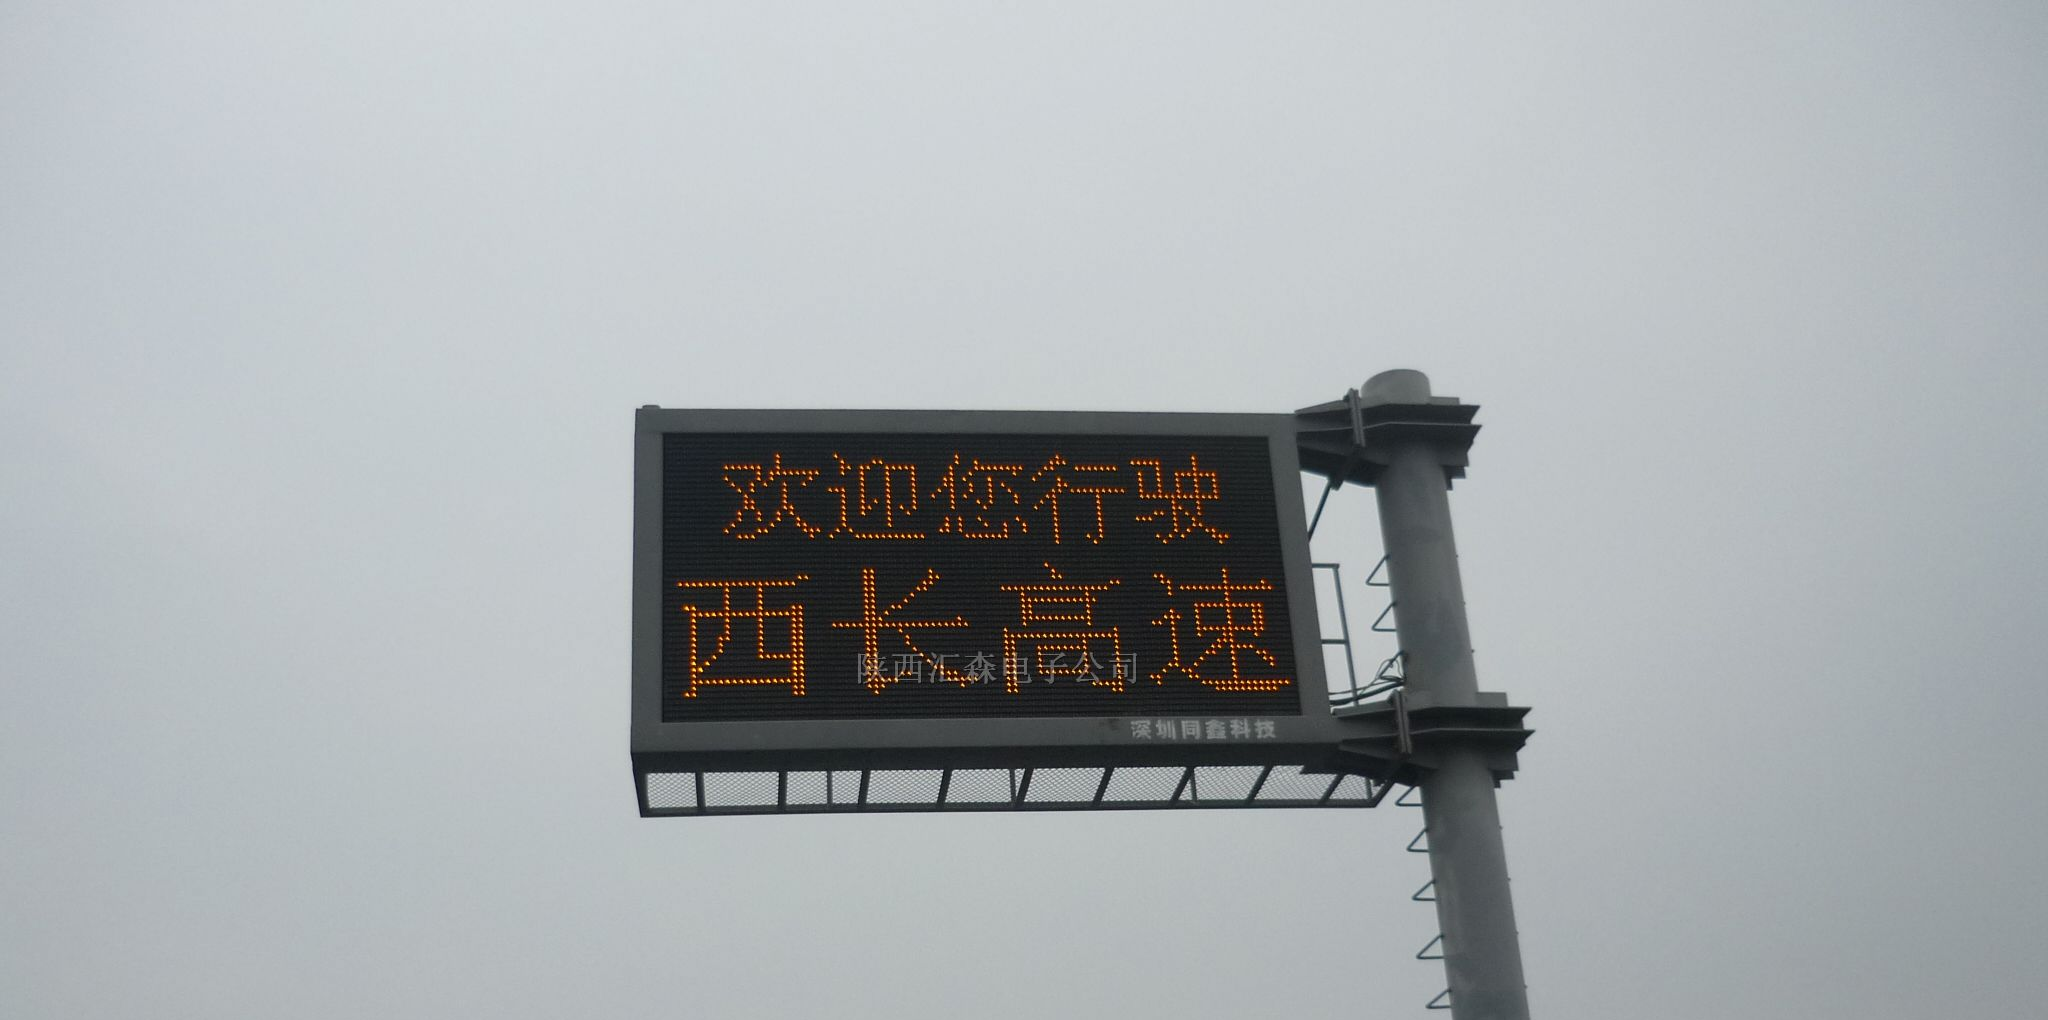 欢迎您行驶
西长高速
陕西汇森电子公司
深圳同鑫科技